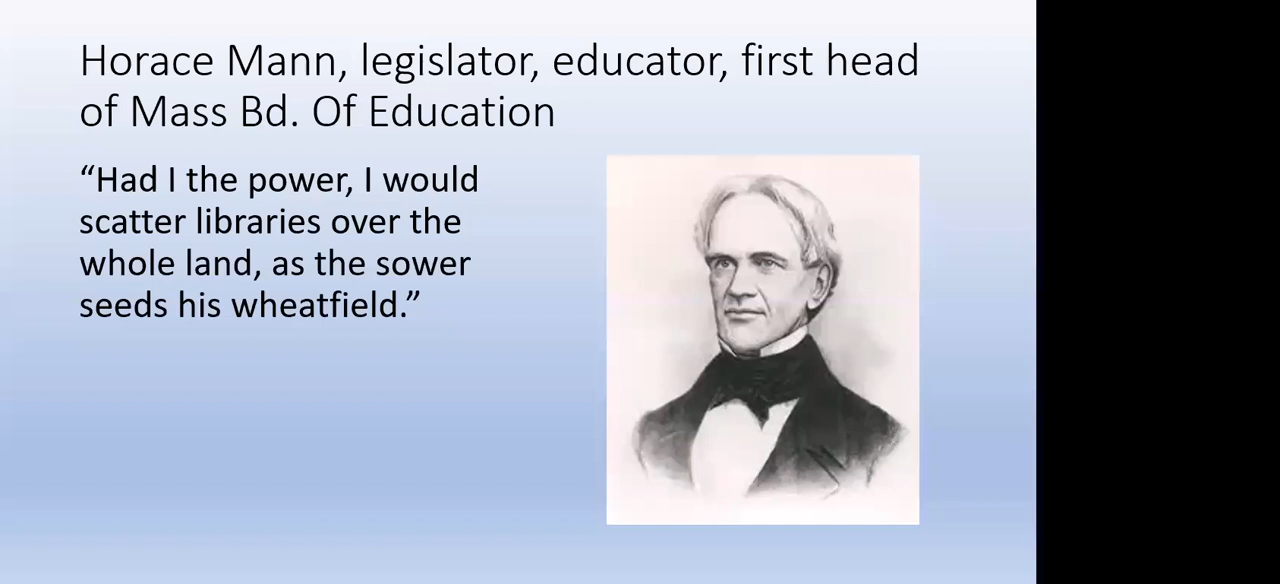 Horace Mann, legislator, educator, first head
of Mass Bd. Of Education
“Had I the power, I would
scatter libraries over the
whole land, as the sower
seeds his wheatfield.”